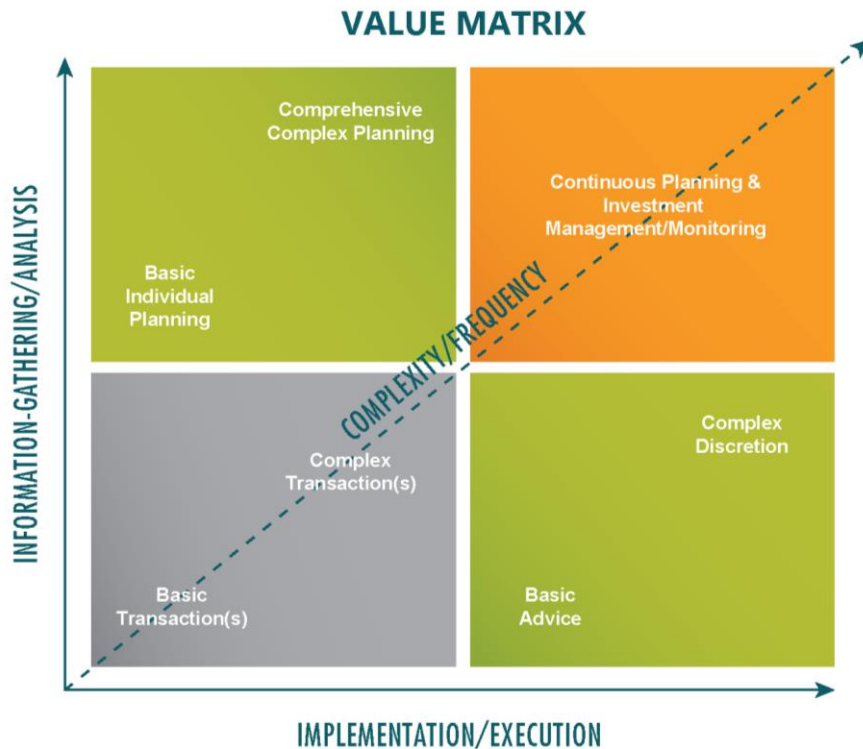 VALUE MATRIX
INFORMATION-GATHERING/ANALYSIS
Comprehensive
Complex Planning
Basic
Individual
Planning
Continuous Planning &
Investment
Management/Monitoring
COMPLEXITY/FREQUENCY
Complex
Transaction(s)
Basic
Transaction(s)
Complex
Discretion
Basic
Advice
IMPLEMENTATION/EXECUTION